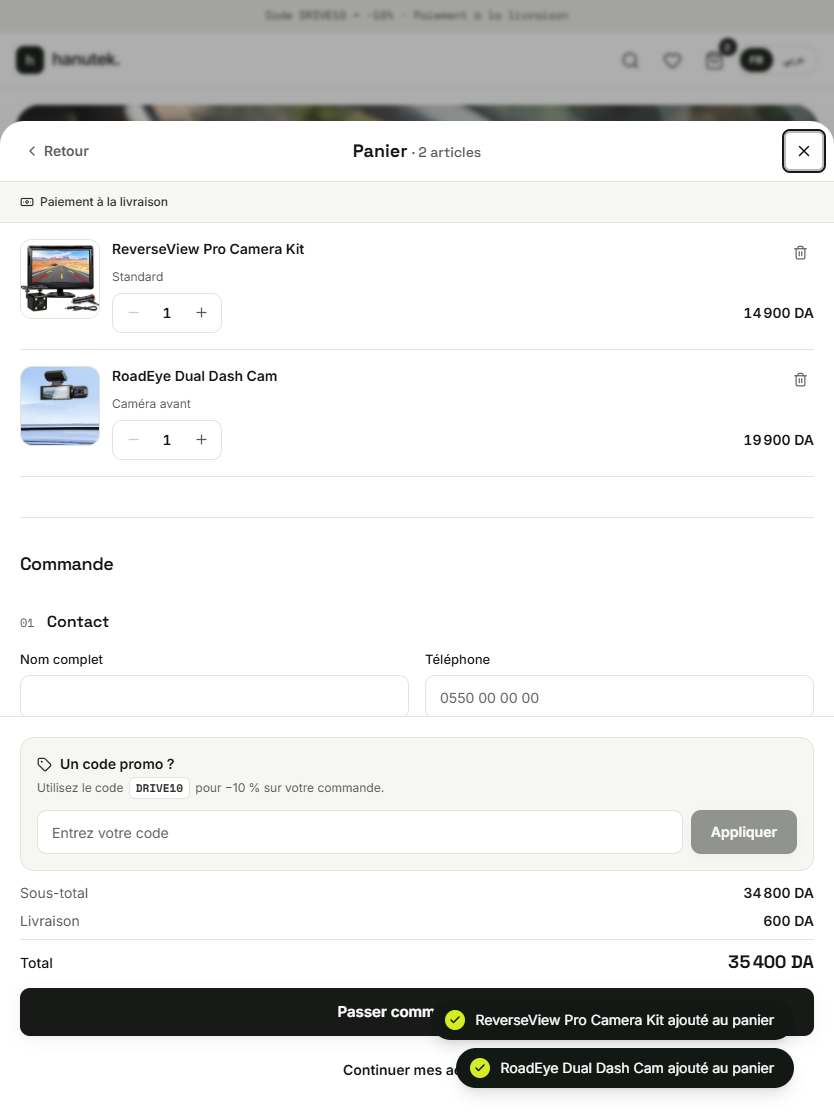 Code DRIVE10 = -10% · Paiement à la livraison
h hanutek.
FR
Retour
Panier · 2 articles
Paiement à la livraison
ReverseView Pro Camera Kit
Standard
1
14 900 DA
RoadEye Dual Dash Cam
Caméra avant
1
19 900 DA
Commande
01 Contact
Nom complet
Téléphone
0550 00 00 00
Un code promo ?
Utilisez le code DRIVE10 pour −10 % sur votre commande.
Entrez votre code
Appliquer
Sous-total
34 800 DA
Livraison
600 DA
Total
35 400 DA
Passer comm
ReverseView Pro Camera Kit ajouté au panier
Continuer mes a
RoadEye Dual Dash Cam ajouté au panier